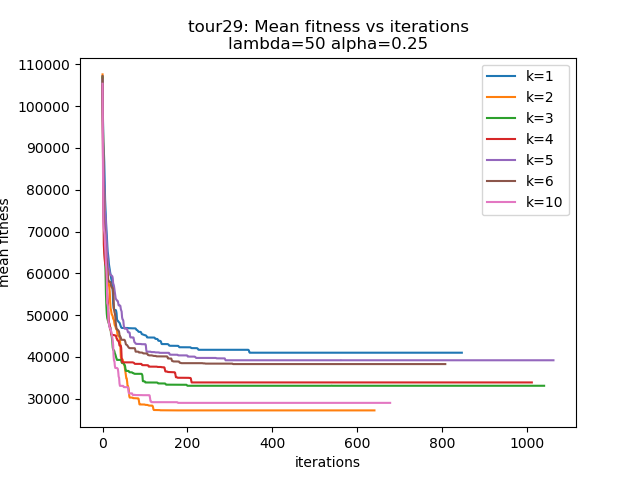 tour29: Mean fitness vs iterations
lambda=50 alpha=0.25
110000
100000
90000
80000
70000
60000
50000
40000
30000
mean fitness
0
200
400
600
800
1000
iterations
k=1
k=2
k=3
k=4
k=5
k=6
k=10